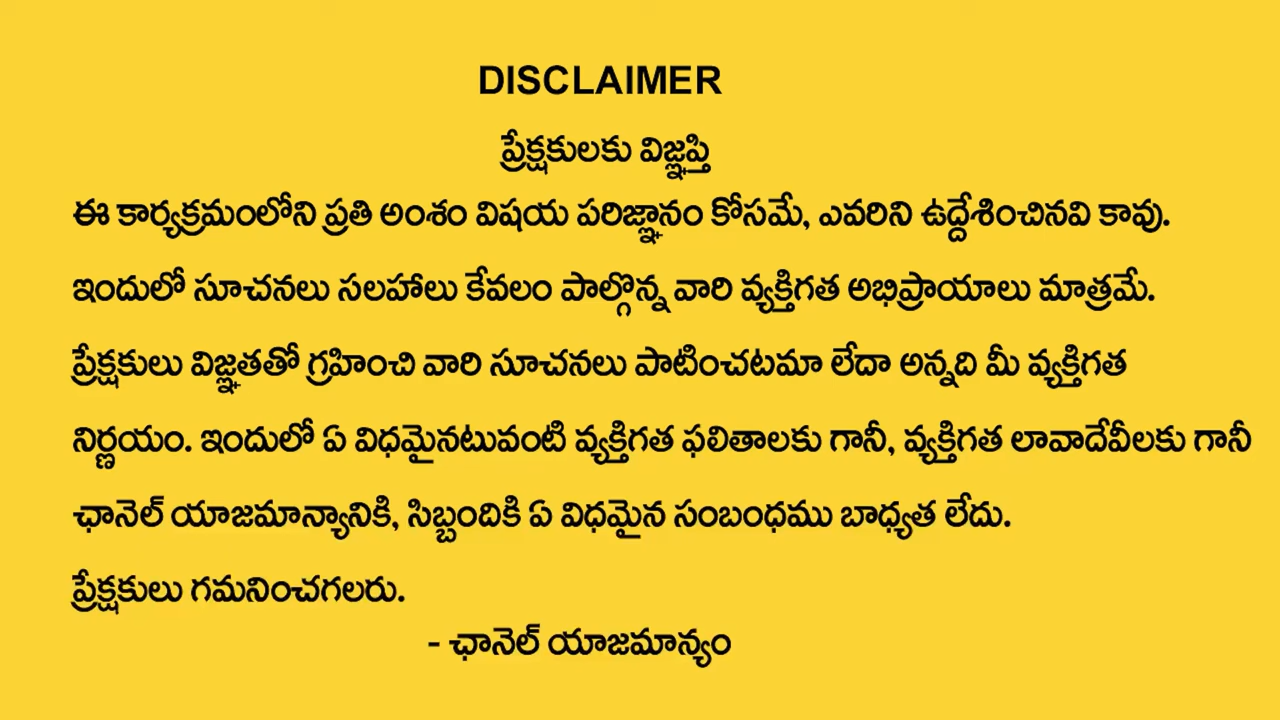 DISCLAIMER
ప్రేక్షకులకు విజ్ఞప్తి
ఈ కార్యక్రమంలోని ప్రతి అంశం విషయ పరిజ్ఞానం కోసమే, ఎవరిని ఉద్దేశించినవి కావు.
ఇందులో సూచనలు సలహాలు కేవలం పాల్గొన్న వారి వ్యక్తిగత అభిప్రాయాలు మాత్రమే.
ప్రేక్షకులు విజ్ఞతతో గ్రహించి వారి సూచనలు పాటించటమా లేదా అన్నది మీ వ్యక్తిగత
నిర్ణయం. ఇందులో ఏ విధమైనటువంటి వ్యక్తిగత ఫలితాలకు గానీ, వ్యక్తిగత లావాదేవీలకు గానీ
ఛానెల్ యాజమాన్యానికి, సిబ్బందికి ఏ విధమైన సంబంధము బాధ్యత లేదు.
ప్రేక్షకులు గమనించగలరు.
- ఛానెల్ యాజమాన్యం